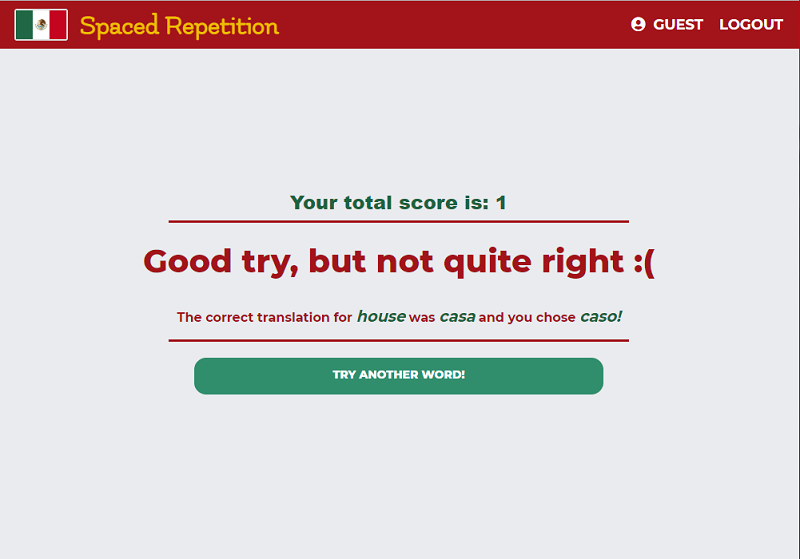 Spaced Repetition
GUEST LOGOUT
Your total score is: 1
Good try, but not quite right :(
The correct translation for house was casa and you chose caso!
TRY ANOTHER WORD!